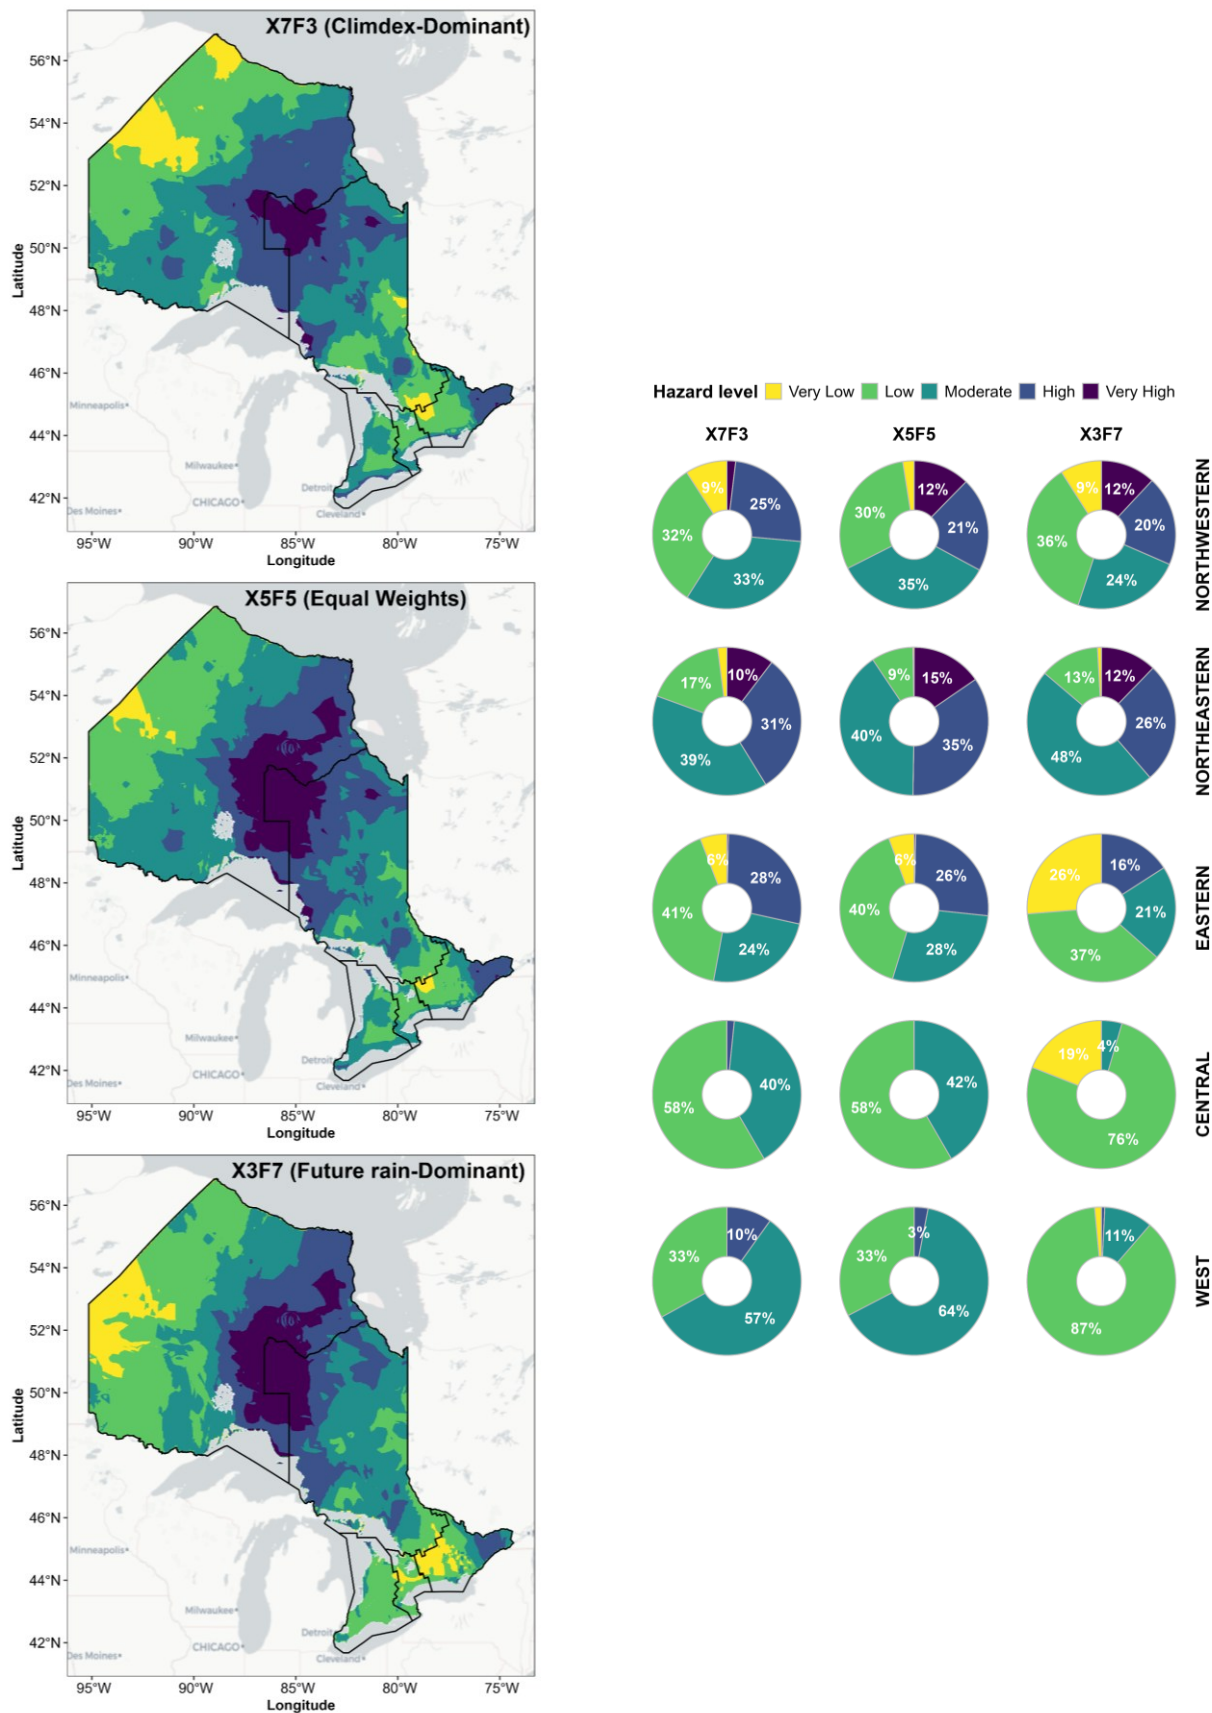 X7F3 (Climdex-Dominant)
56°N
54°N
52°N
50°N
48°N
46°N
44°N
42°N
Latitude
Minneapolis
Milwaukee
CHICAGO
Detroit
Cleveland
Des Moines
95°W 90°W 85°W 80°W 75°W
Longitude
X5F5 (Equal Weights)
56°N
54°N
52°N
50°N
48°N
46°N
44°N
42°N
Latitude
Minneapolis
Milwaukee
CHICAGO
Detroit
Cleveland
Des Moines
95°W 90°W 85°W 80°W 75°W
Longitude
X3F7 (Future rain-Dominant)
56°N
54°N
52°N
50°N
48°N
46°N
44°N
42°N
Latitude
Minneapolis
Milwaukee
CHICAGO
Detroit
Cleveland
Des Moines
95°W 90°W 85°W 80°W 75°W
Longitude
Hazard level Very Low Low Moderate High Very High
X7F3 X5F5 X3F7
9% 25% 33% 32%
12% 21% 35% 30%
9% 12% 20% 24% 36%
NORTHWESTERN
10% 31% 39% 17%
15% 35% 40% 9%
12% 26% 48% 13%
NORTHEASTERN
6% 28% 24% 41%
6% 26% 28% 40%
16% 21% 37% 26%
EASTERN
40% 58%
42% 58%
4% 76% 19%
CENTRAL
10% 57% 33%
3% 64% 33%
11% 87%
WEST